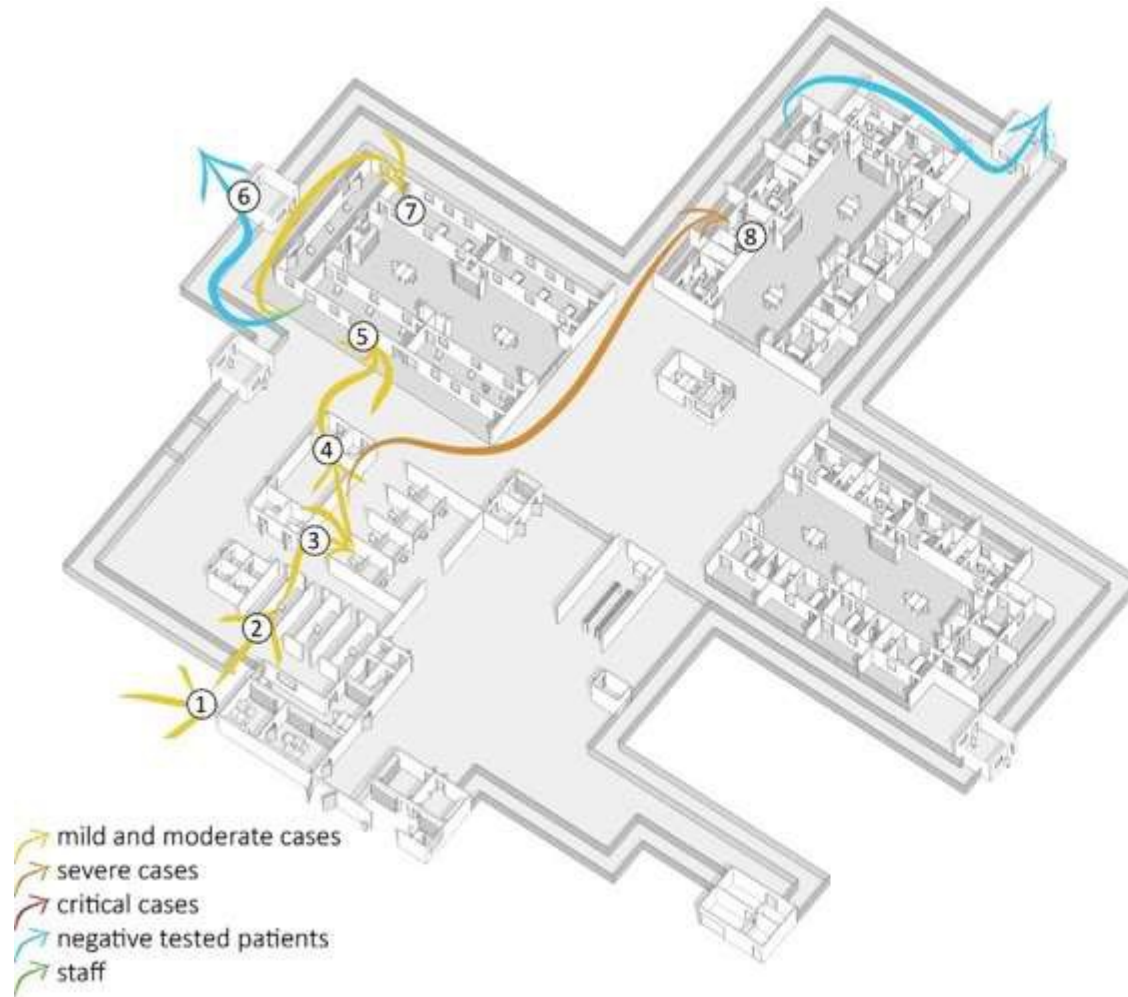 6
7
8
5
4
3
2
1
mild and moderate cases
severe cases
critical cases
negative tested patients
staff